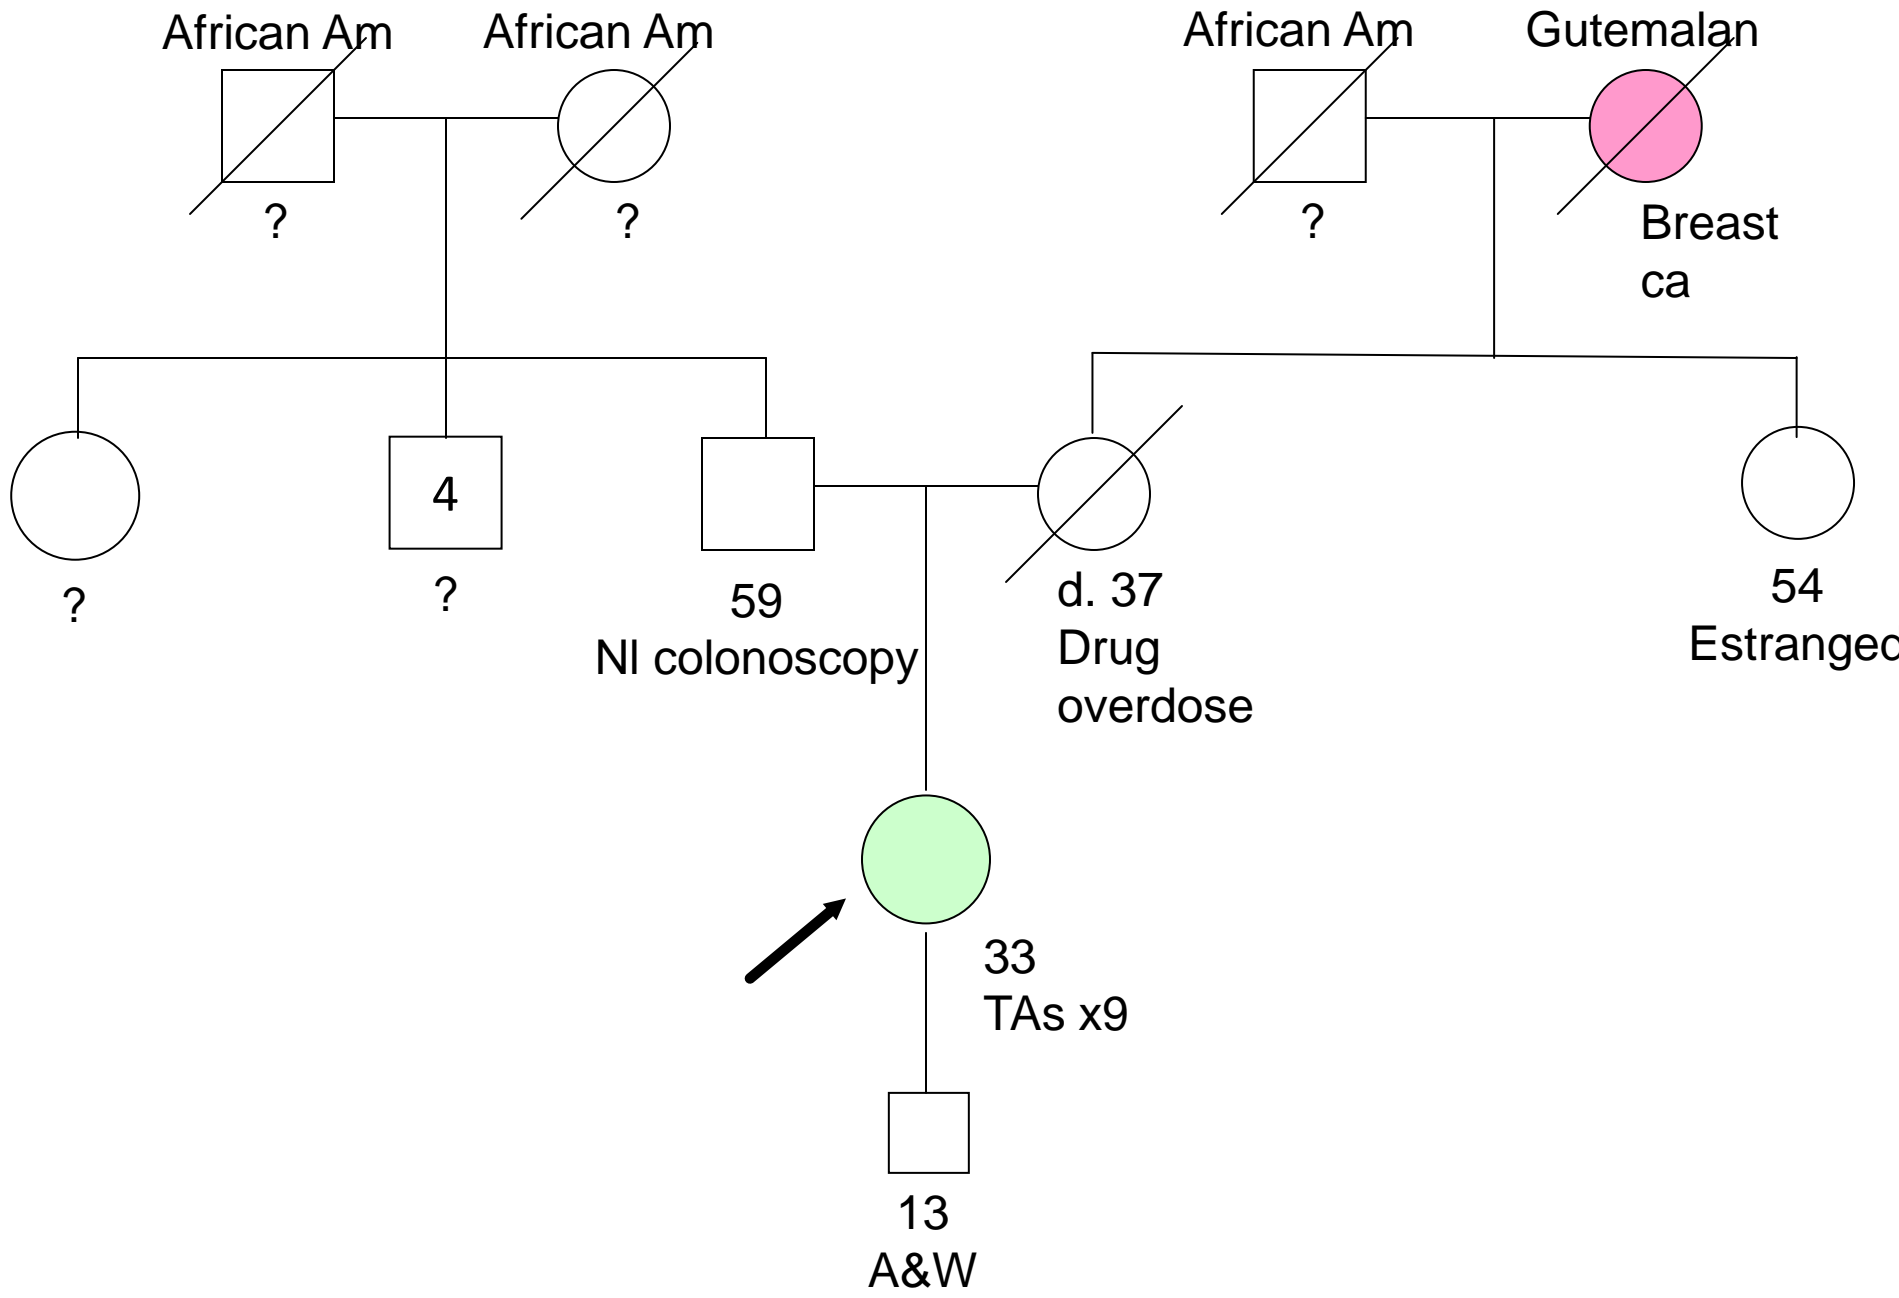 African Am
African Am
African Am
Gutemalan
?
?
?
Breast
ca
4
?
?
59
Nl colonoscopy
d. 37
Drug
overdose
54
Estranged
33
TAs x9
13
A&W